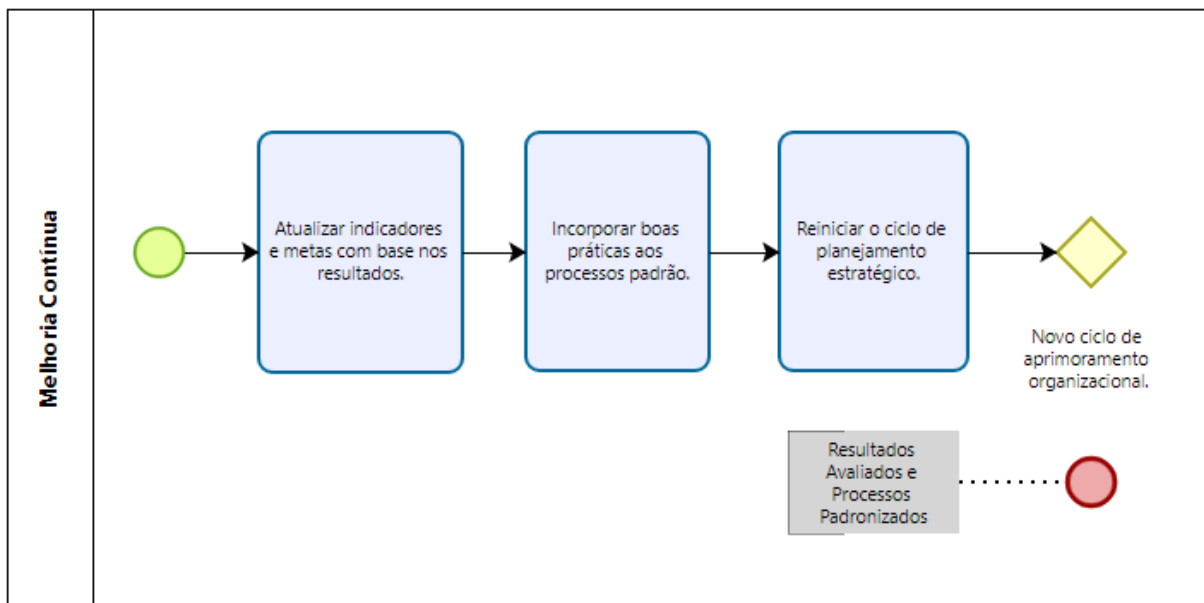 Melhoria Contínua
Atualizar indicadores
e metas com base nos
resultados.
Incorporar boas
práticas aos
processos padrão.
Reiniciar o ciclo de
planejamento
estratégico.
Novo ciclo de
aprimoramento
organizacional.
Resultados
Avaliados e
Processos
Padronizados